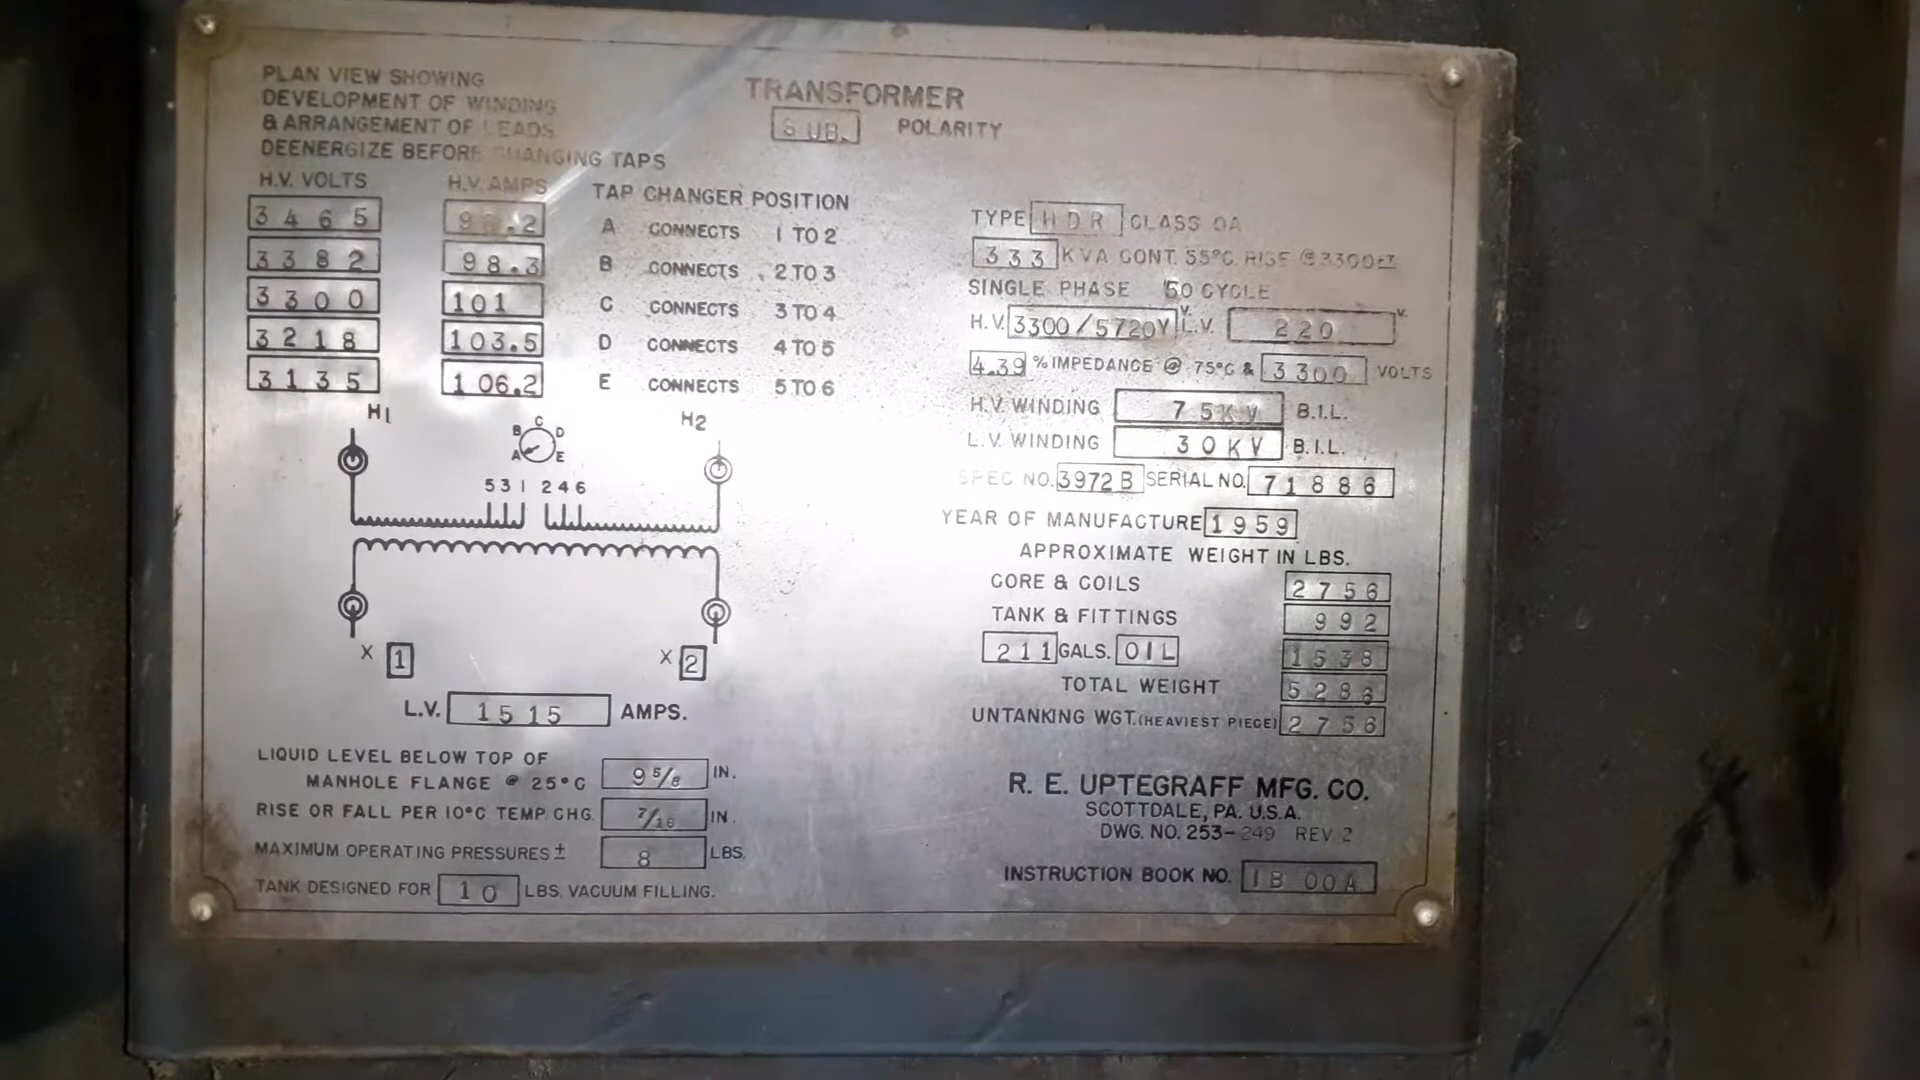 PLAN VIEW SHOWING
DEVELOPMENT OF WINDING
& ARRANGEMENT OF LEADS
DEENERGIZE BEFORE CHANGING TAPS
TRANSFORMER
SUB. POLARITY
H.V. VOLTS H.V. AMPS TAP CHANGER POSITION
3465 96.2 A CONNECTS 1 TO 2
3382 98.3 B CONNECTS 2 TO 3
3300 101 C CONNECTS 3 TO 4
3218 103.5 D CONNECTS 4 TO 5
3135 106.2 E CONNECTS 5 TO 6
H1 H2
A B C D E
5 3 1 2 4 6
X 1 X 2
L.V. 1515 AMPS.
LIQUID LEVEL BELOW TOP OF
MANHOLE FLANGE @ 25°C 9 5/8 IN.
RISE OR FALL PER 10°C TEMP. CHG. 7/16 IN.
MAXIMUM OPERATING PRESSURES ± 8 LBS.
TANK DESIGNED FOR 10 LBS. VACUUM FILLING.
TYPE HDR CLASS OA
333 KVA CONT. 55°C. RISE @ 3300
SINGLE PHASE CYCLE
H.V. 3300/5720Y V. L.V. 220 V.
4.39 % IMPEDANCE @ 75°C & 3300 VOLTS
H.V. WINDING 75KV B.I.L.
L.V. WINDING 30KV B.I.L.
SPEC NO. 3972B SERIAL NO. 71886
YEAR OF MANUFACTURE 1959
APPROXIMATE WEIGHT IN LBS.
CORE & COILS 2756
TANK & FITTINGS 992
211 GALS. OIL 1538
TOTAL WEIGHT 5286
UNTANKING WGT. (HEAVIEST PIECE) 2756
R. E. UPTEGRAFF MFG. CO.
SCOTTDALE, PA. U.S.A.
DWG. NO. 253-249 REV 2
INSTRUCTION BOOK NO. IB 00A